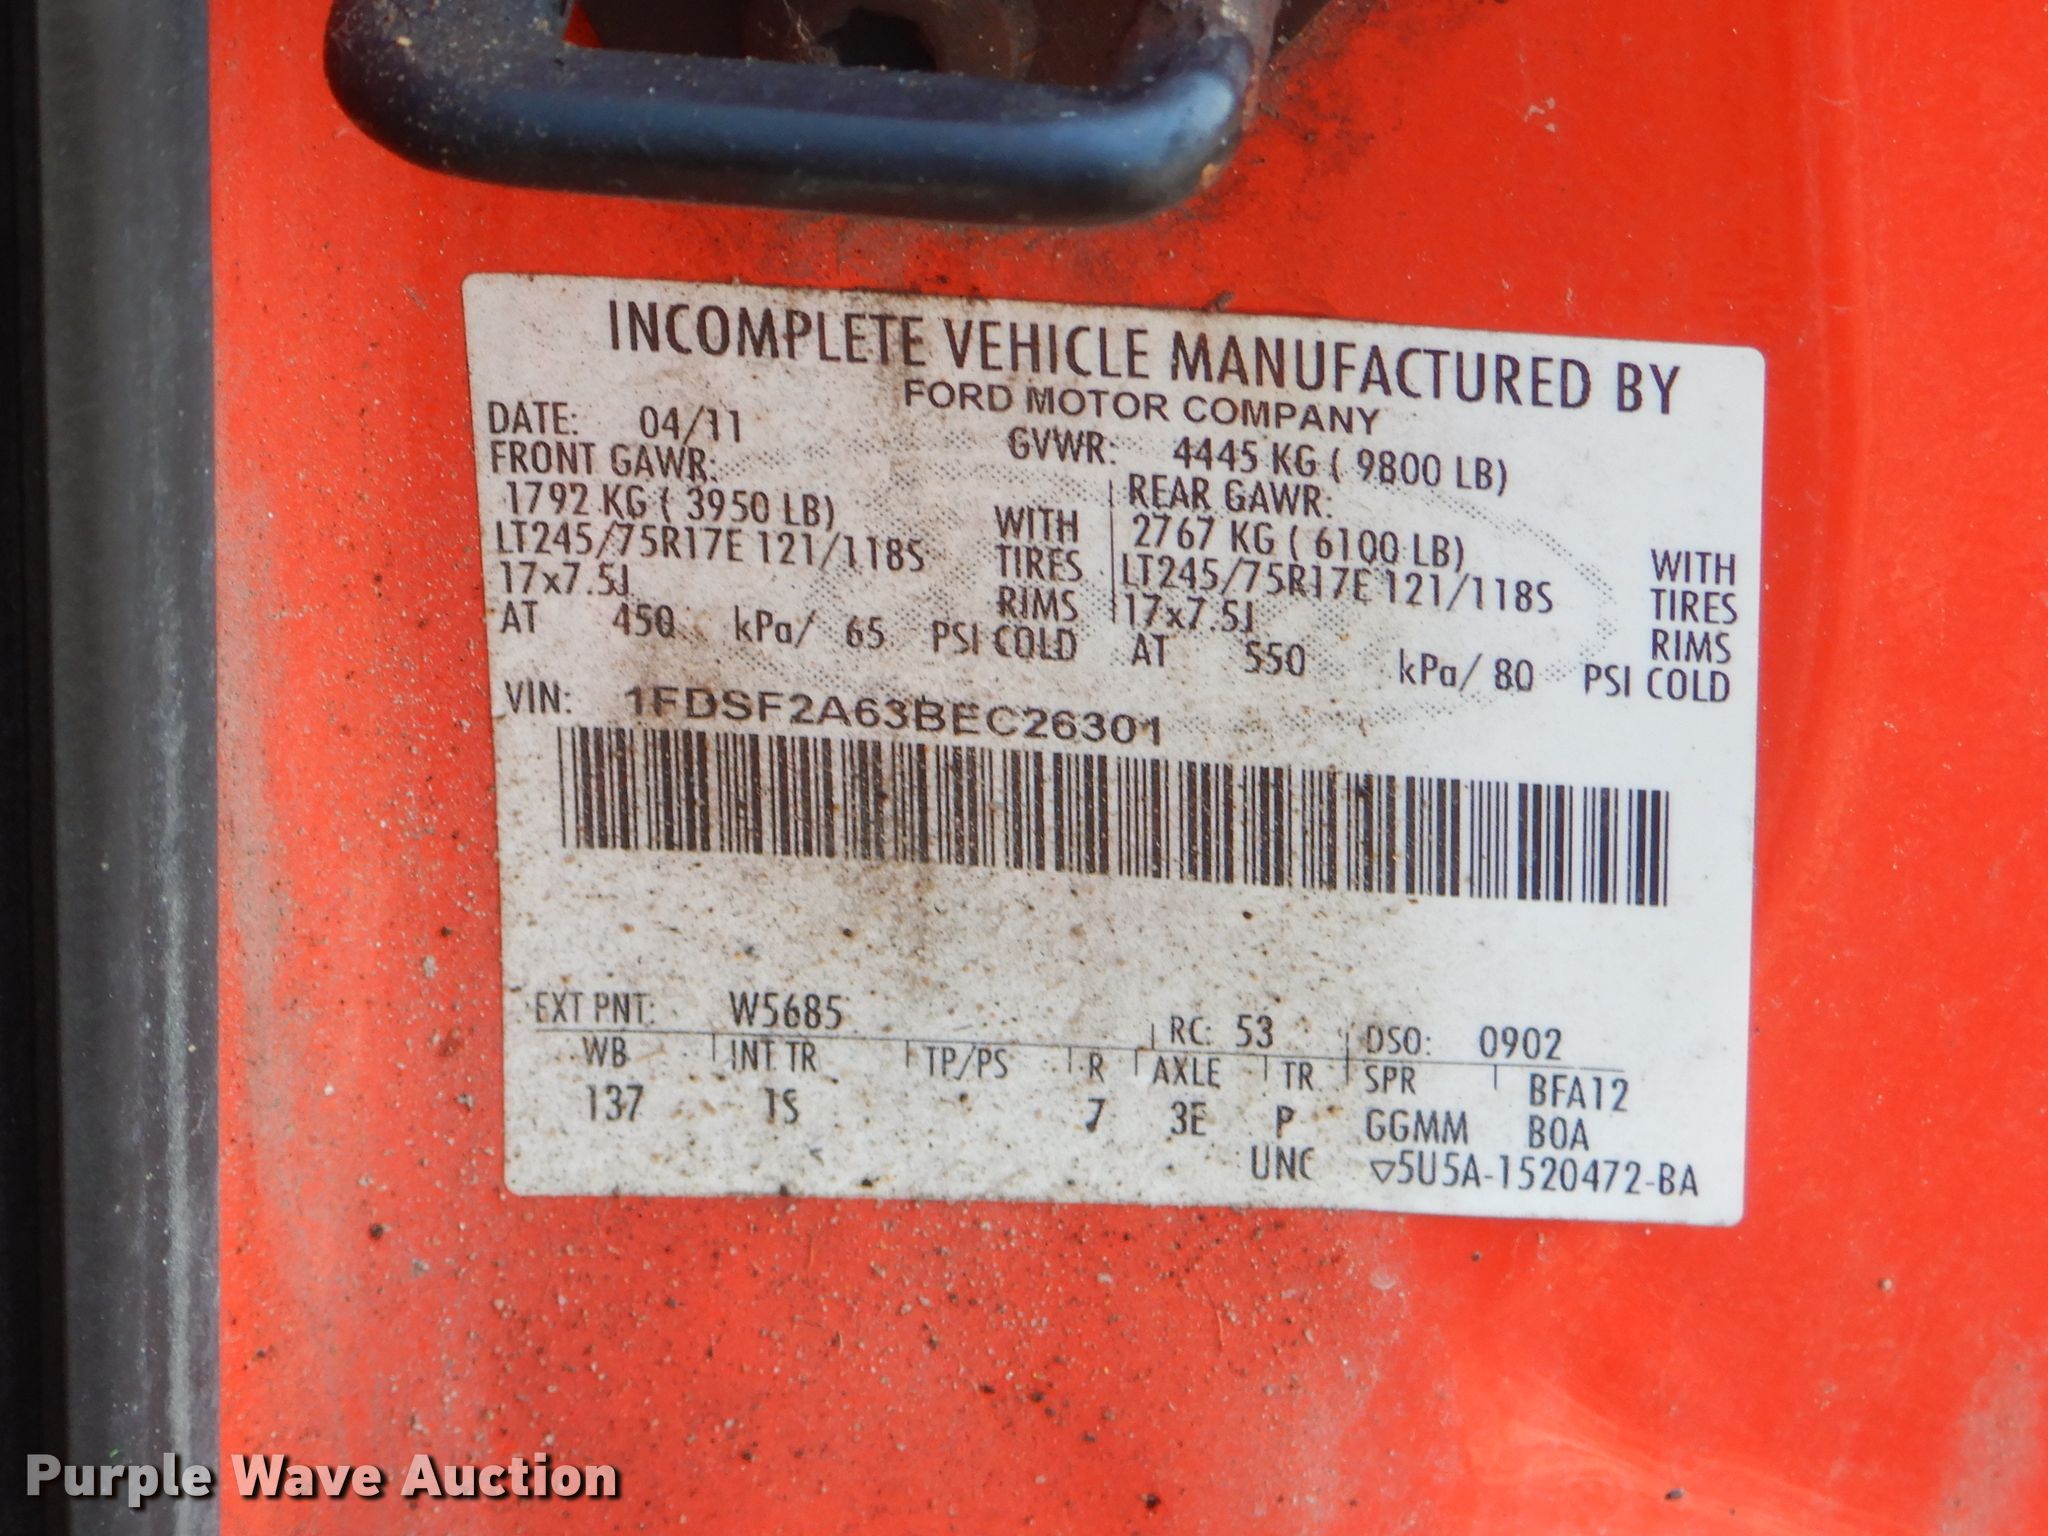 INCOMPLETE VEHICLE MANUFACTURED BY
FORD MOTOR COMPANY
DATE: 04/11 GVWR: 4445 KG ( 9800 LB)
FRONT GAWR: REAR GAWR:
1792 KG ( 3950 LB) WITH 2767 KG ( 6100 LB) WITH
LT245/75R17E 121/118S TIRES LT245/75R17E 121/118S TIRES
17x7.5J RIMS 17x7.5J RIMS
AT 450 kPa/ 65 PSI COLD AT 550 kPa/ 80 PSI COLD
VIN: 1FDSF2A63BEC26301
EXT PNT: W5685 RC: 53 DSO: 0902
WB INT TR TP/PS R AXLE TR SPR BFA12
137 1S 7 3E P GGMM BOA
UNC ▽5U5A-1520472-BA
Purple Wave Auction